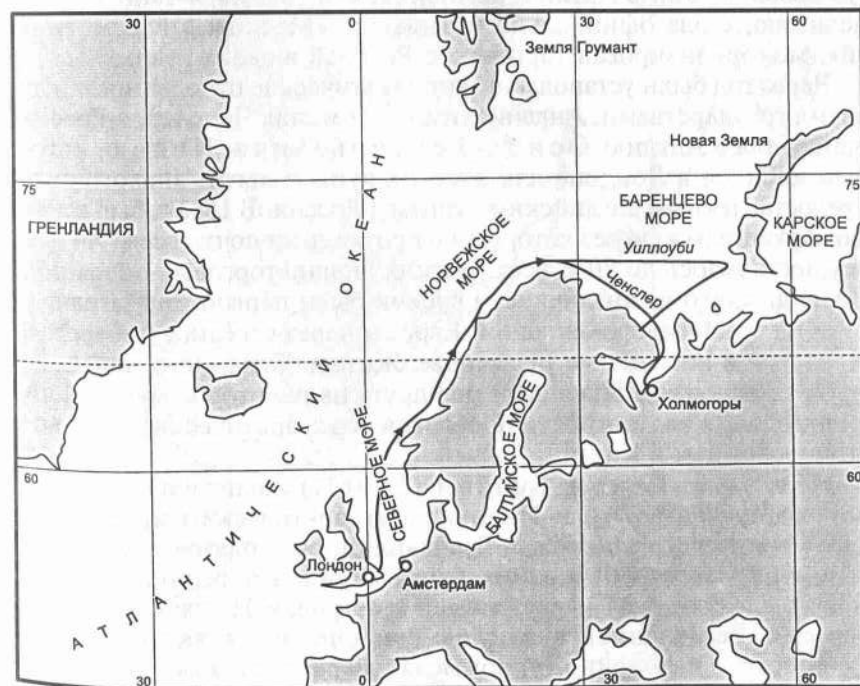 30
0
30
60
Земля Грумант
Новая Земля
75
75
БАРЕНЦЕВО
МОРЕ
ГРЕНЛАНДИЯ
КАРСКОЕ
МОРЕ
Уиллоуби
НОРВЕЖСКОЕ
МОРЕ
Ченслер
АТЛАНТИЧЕСКИЙ ОКЕАН
Холмогоры
СЕВЕРНОЕ МОРЕ
БАЛТИЙСКОЕ МОРЕ
60
60
Лондон
Амстердам
30
0
30
60